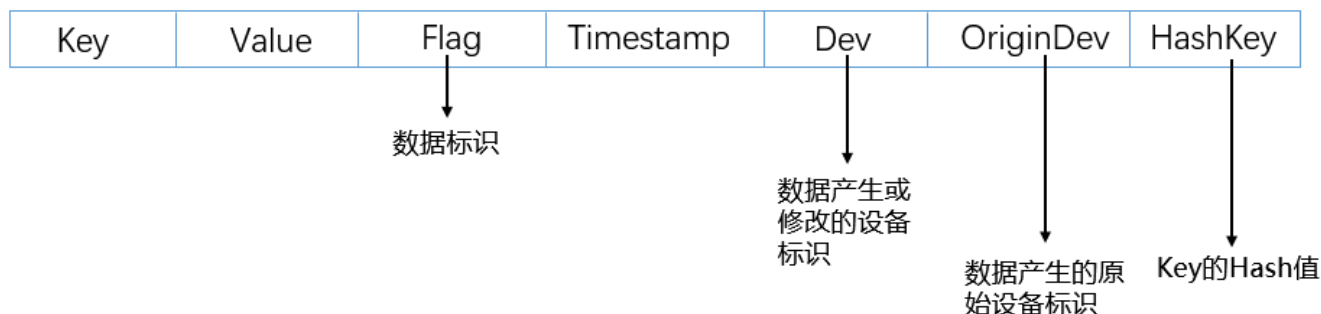 Key Value Flag Timestamp Dev OriginDev HashKey
数据标识
数据产生或
修改的设备
标识
数据产生的原
始设备标识
Key的Hash值